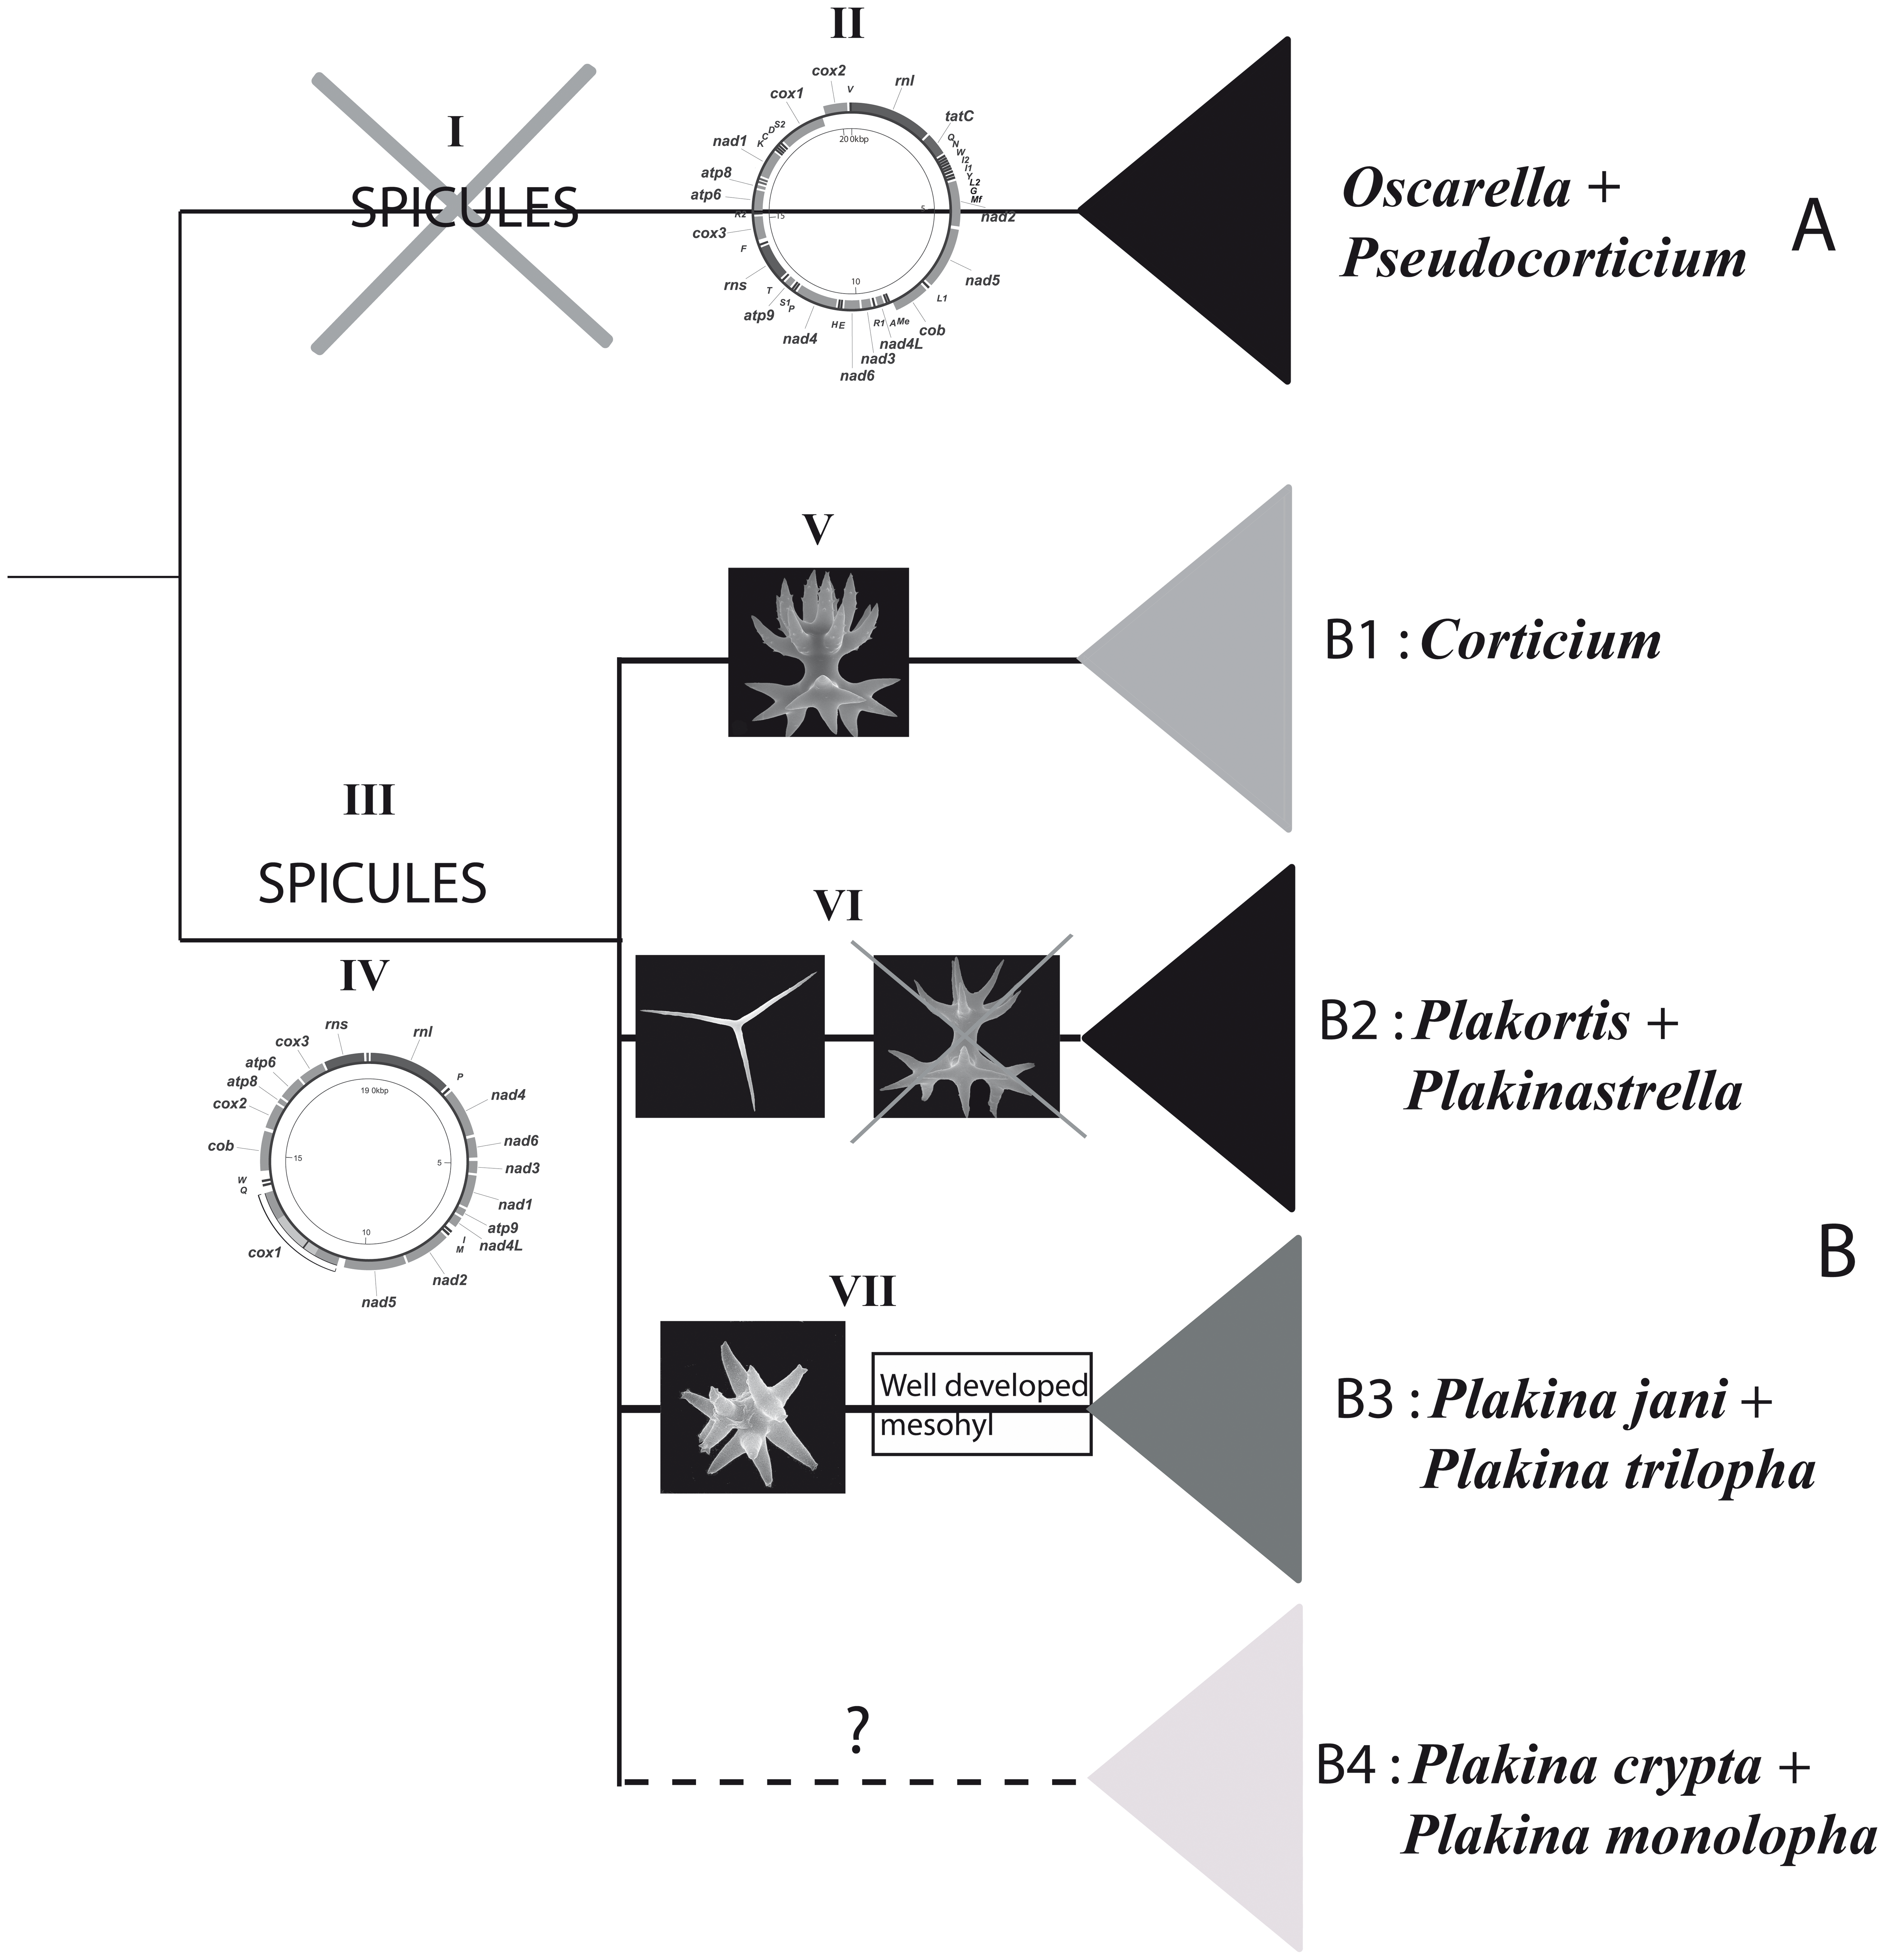 II
cox2
V
rnl
cox1
tatC
S2
D
C
K
Q
N
W
I2
I1
Y
L2
G
Mf
20 0kbp
nad1
I
atp8
SPICULES
atp6
R2
15
5
nad2
Oscarella +
A
cox3
Pseudocorticium
F
rns
T
10
nad5
L1
S1
P
atp9
nad4
H E
R1
A
Me
cob
nad4L
nad3
nad6
V
B1 : Corticium
III
SPICULES
VI
IV
rns
rnl
cox3
atp6
P
atp8
19 0kbp
nad4
cox2
B2 : Plakortis +
Plakinastrella
cob
nad6
15
5
nad3
W
Q
nad1
atp9
10
I
M
nad4L
cox1
nad2
nad5
B
VII
Well developed
mesohyl
B3 : Plakina jani +
Plakina trilopha
?
B4 : Plakina crypta +
Plakina monolopha